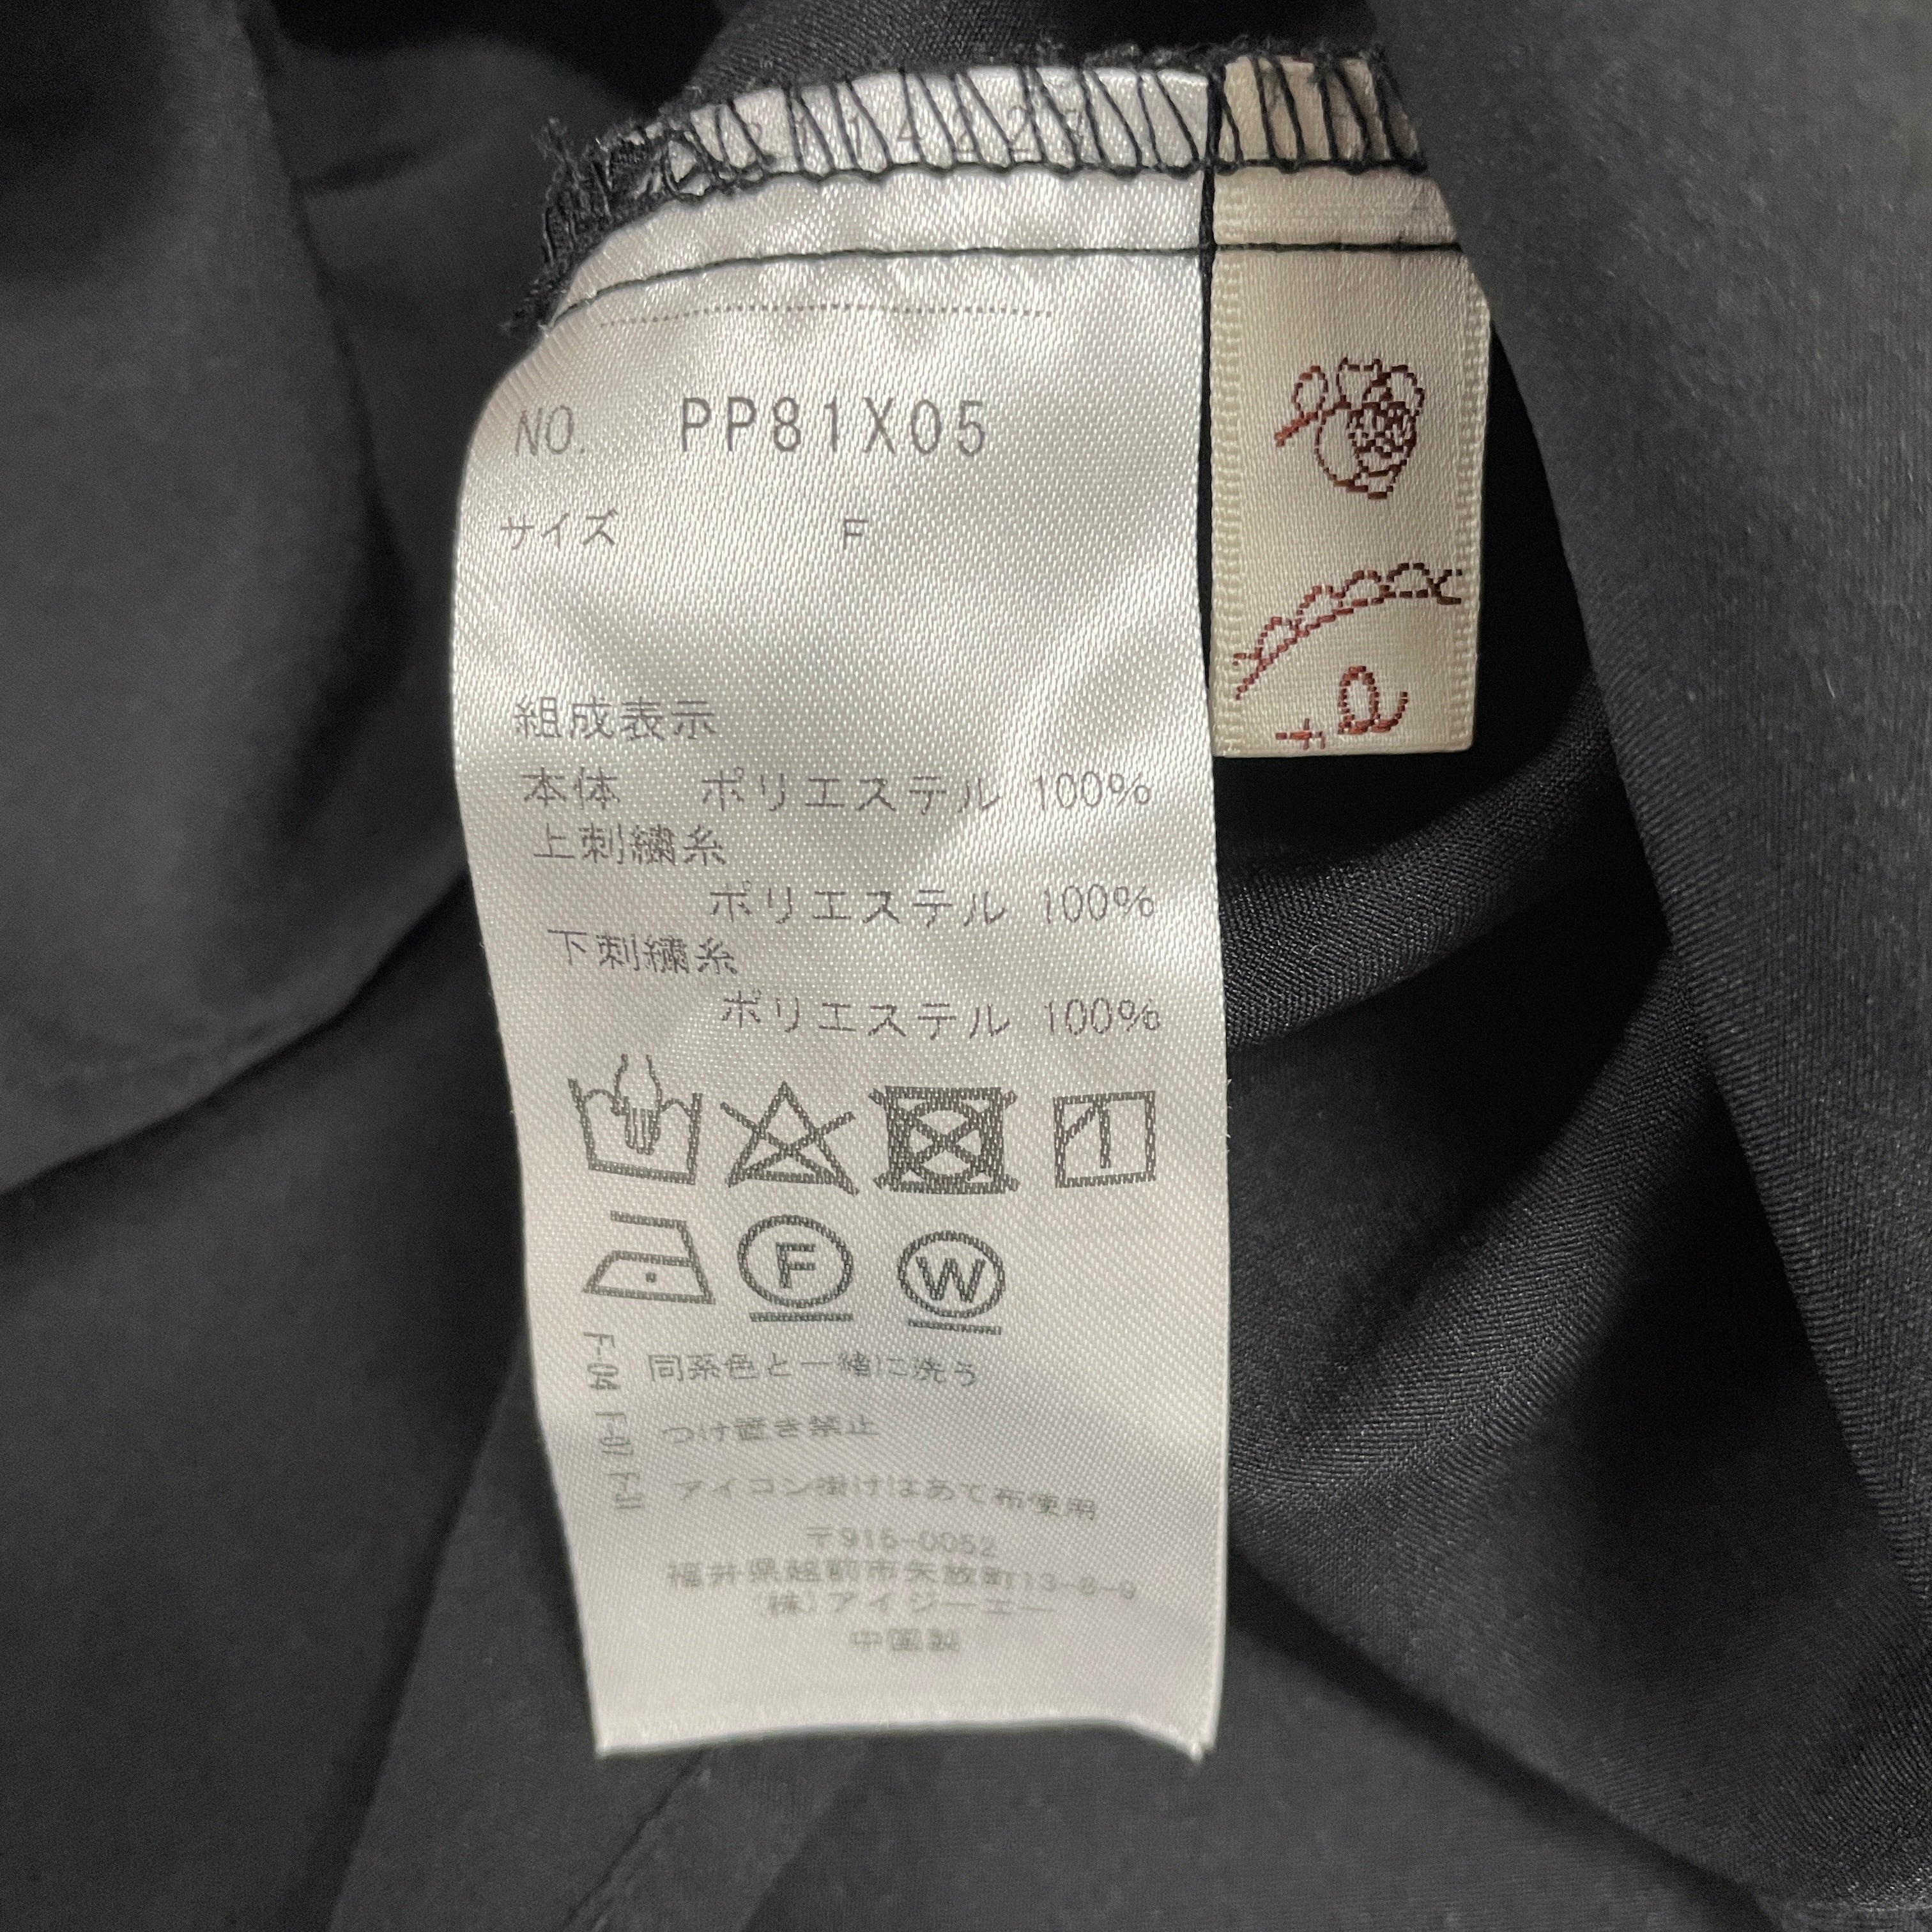 NO. PP81X05
サイズ F
組成表示
本体 ポリエステル 100%
上刺繍糸
ポリエステル 100%
下刺繍糸
ポリエステル 100%
F
W
同系色と一緒に洗う
つけ置き禁止
アイロン掛けはあて布使用
〒915-0052
福井県越前市矢放町13-8-9
(株)アイジーエー
中国製